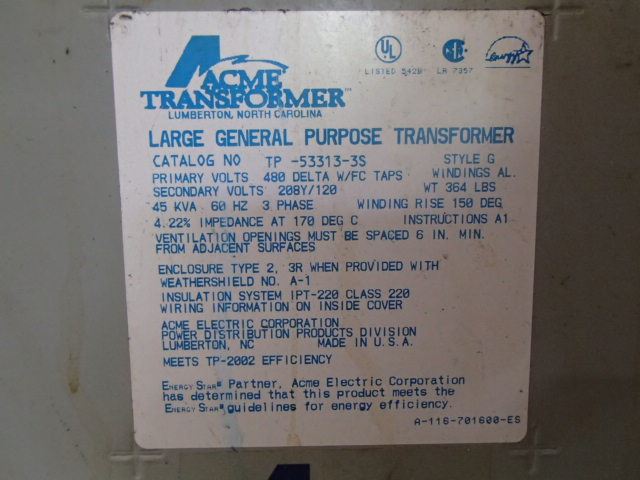 ACME
TRANSFORMER™
LUMBERTON, NORTH CAROLINA
UL
LISTED 542B
LR 7357
energy
LARGE GENERAL PURPOSE TRANSFORMER
CATALOG NO TP -53313-3S STYLE G
PRIMARY VOLTS 480 DELTA W/FC TAPS WINDINGS AL.
SECONDARY VOLTS 208Y/120 WT 364 LBS
45 KVA 60 HZ 3 PHASE WINDING RISE 150 DEG
4.22% IMPEDANCE AT 170 DEG C INSTRUCTIONS A1
VENTILATION OPENINGS MUST BE SPACED 6 IN. MIN.
FROM ADJACENT SURFACES
ENCLOSURE TYPE 2, 3R WHEN PROVIDED WITH
WEATHERSHIELD NO. A-1
INSULATION SYSTEM IPT-220 CLASS 220
WIRING INFORMATION ON INSIDE COVER
ACME ELECTRIC CORPORATION
POWER DISTRIBUTION PRODUCTS DIVISION
LUMBERTON, NC MADE IN U.S.A.
MEETS TP-2002 EFFICIENCY
ENERGY STAR® Partner, Acme Electric Corporation
has determined that this product meets the
ENERGY STAR® guidelines for energy efficiency.
A-116-701600-ES